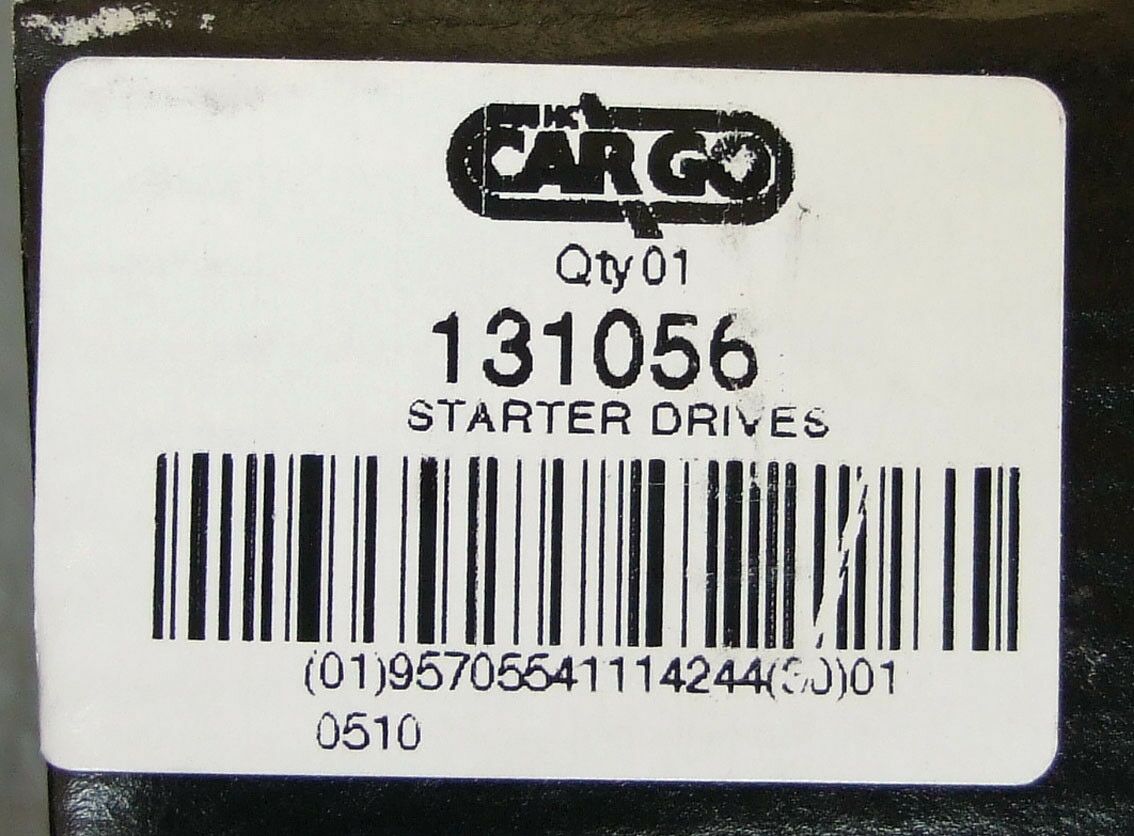 HC
CARGO
Qty 01
131056
STARTER DRIVES
(01)95705541114244(30)01
0510